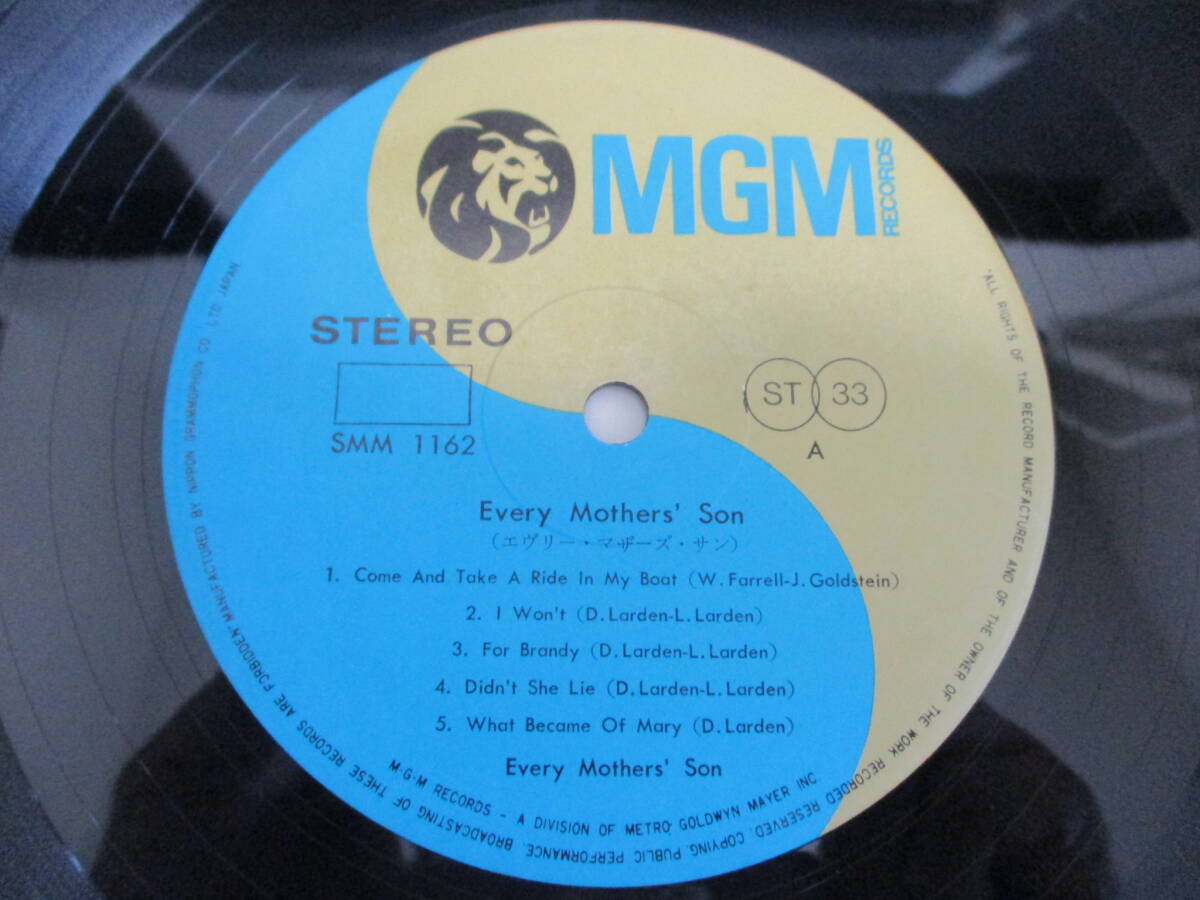 MGM
RECORDS
STEREO
SMM 1162
ST 33
A
Every Mothers' Son
(エヴリー・マザーズ・サン)
1. Come And Take A Ride In My Boat (W.Farrell-J.Goldstein)
2. I Won't (D.Larden-L.Larden)
3. For Brandy (D.Larden-L.Larden)
4. Didn't She Lie (D.Larden-L.Larden)
5. What Became Of Mary (D.Larden)
Every Mothers' Son
M-G-M RECORDS - A DIVISION OF METRO GOLDWYN MAYER INC
"ALL RIGHTS OF THE RECORD MANUFACTURER AND OF THE OWNER OF THE WORK RECORDED RESERVED. COPYING, PUBLIC PERFORMANCE, BROADCASTING OF THESE RECORDS ARE FORBIDDEN" MANUFACTURED BY NIPPON GRAMMOPHON CO. LTD JAPAN